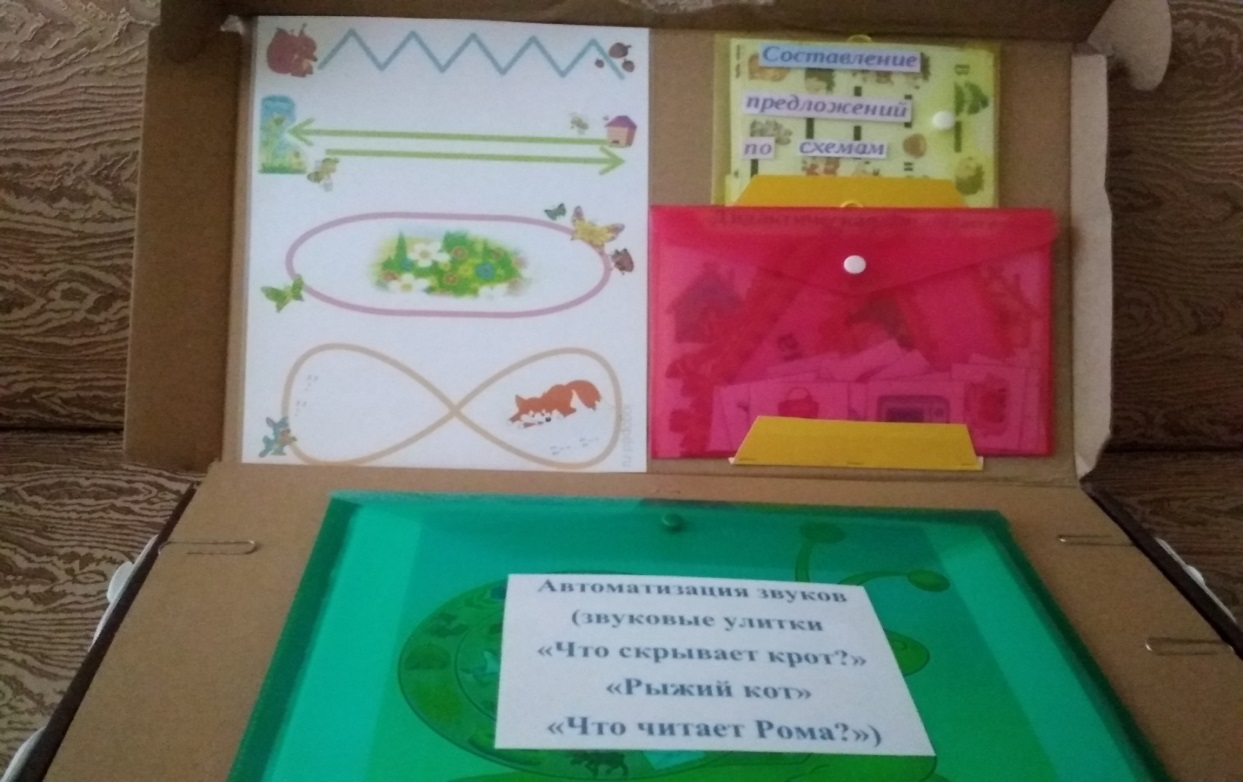 Составление
предложений
по схемам
В
Автоматизация звуков
(звуковые улитки
«Что скрывает крот?»
«Рыжий кот»
«Что читает Рома?»)